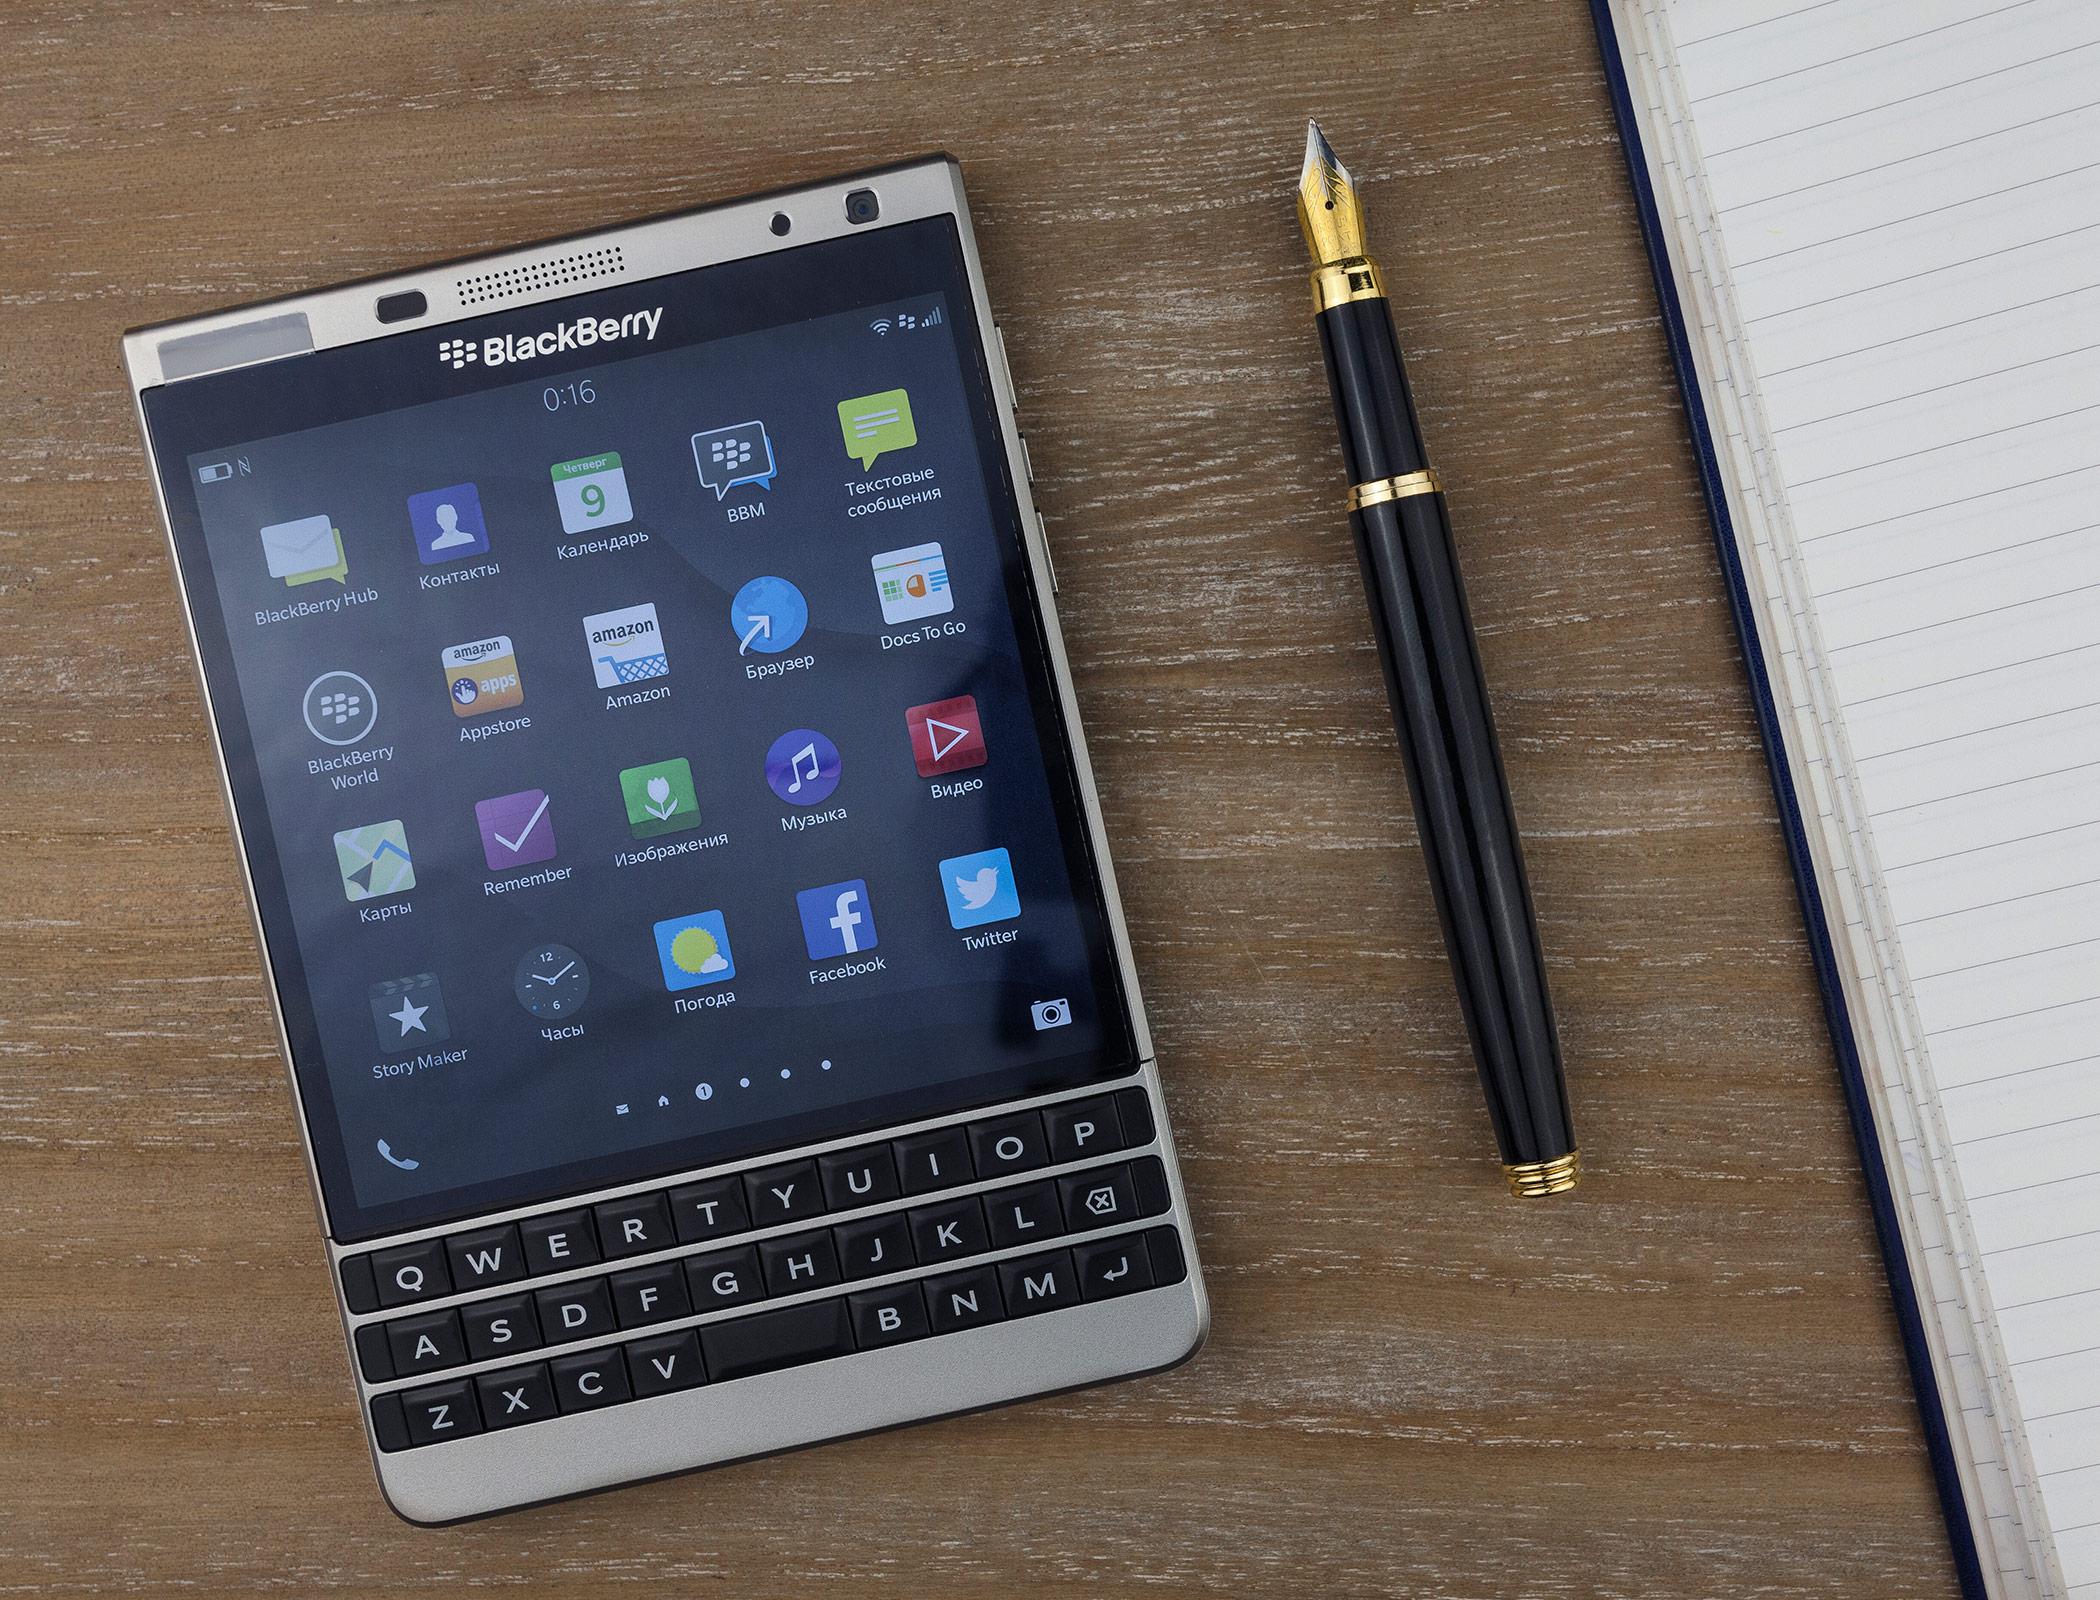 BlackBerry
0:16
BlackBerry Hub
Контакты
Четверг
9
Календарь
BBM
Текстовые
сообщения
BlackBerry
World
amazon
apps
Appstore
amazon
Amazon
Браузер
Docs To Go
Карты
Remember
Изображения
Музыка
Видео
Story Maker
12
6
Часы
Погода
f
Facebook
Twitter
1
Q W E R T Y U I O P
A S D F G H J K L
Z X C V B N M